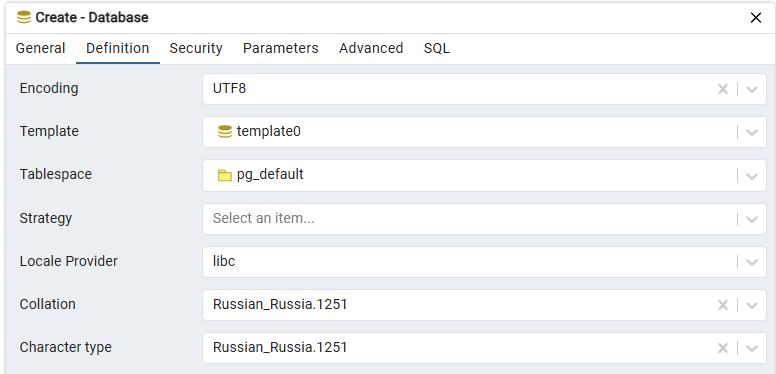 Create - Database
General Definition Security Parameters Advanced SQL
Encoding UTF8
Template template0
Tablespace pg_default
Strategy Select an item...
Locale Provider libc
Collation Russian_Russia.1251
Character type Russian_Russia.1251